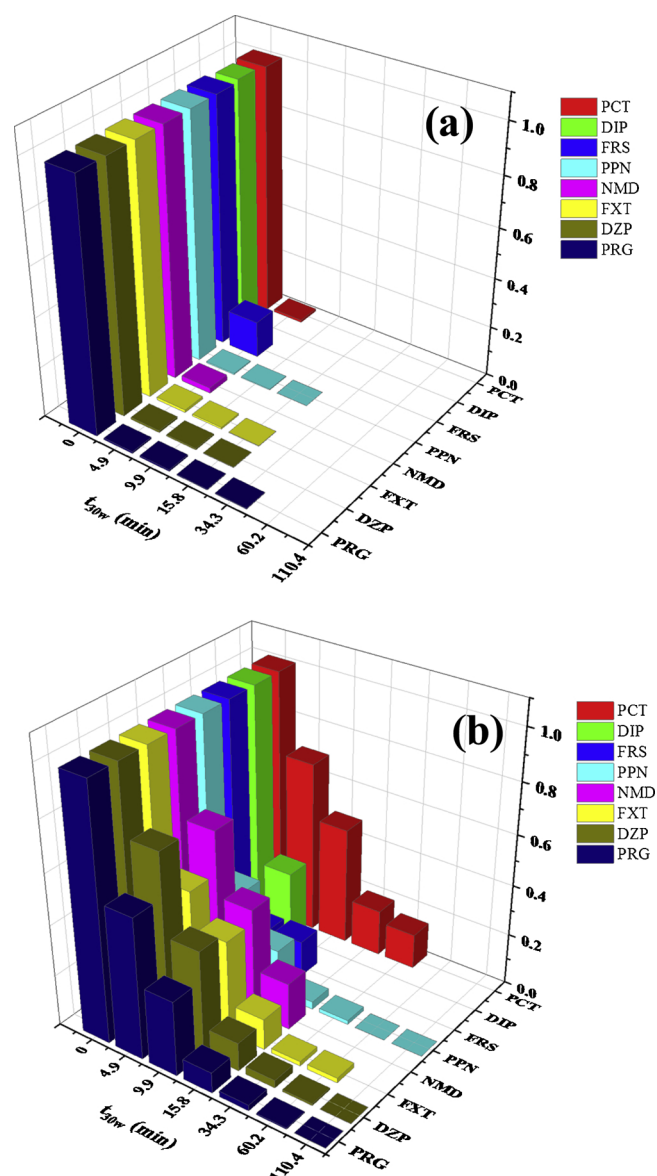 (a)
PCT
DIP
FRS
PPN
NMD
FXT
DZP
PRG
1.0
0.8
0.6
0.4
0.2
0.0
PCT
DIP
FRS
PPN
NMD
FXT
DZP
PRG
0
4.9
9.9
15.8
34.3
60.2
110.4
t30w (min)
(b)
PCT
DIP
FRS
PPN
NMD
FXT
DZP
PRG
1.0
0.8
0.6
0.4
0.2
0.0
PCT
DIP
FRS
PPN
NMD
FXT
DZP
PRG
0
4.9
9.9
15.8
34.3
60.2
110.4
t30w (min)